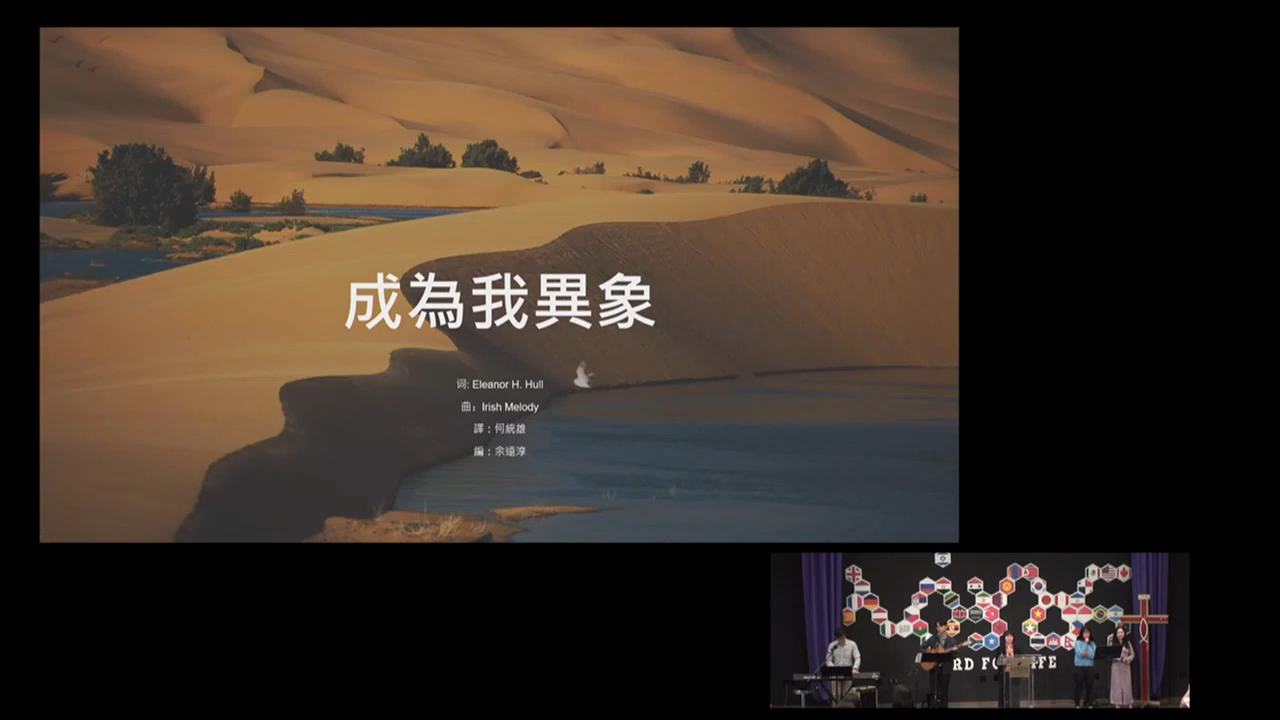 成為我異象
词: Eleanor H. Hull
曲：Irish Melody
譯：何統雄
編：余遠淳
RD FO IFE